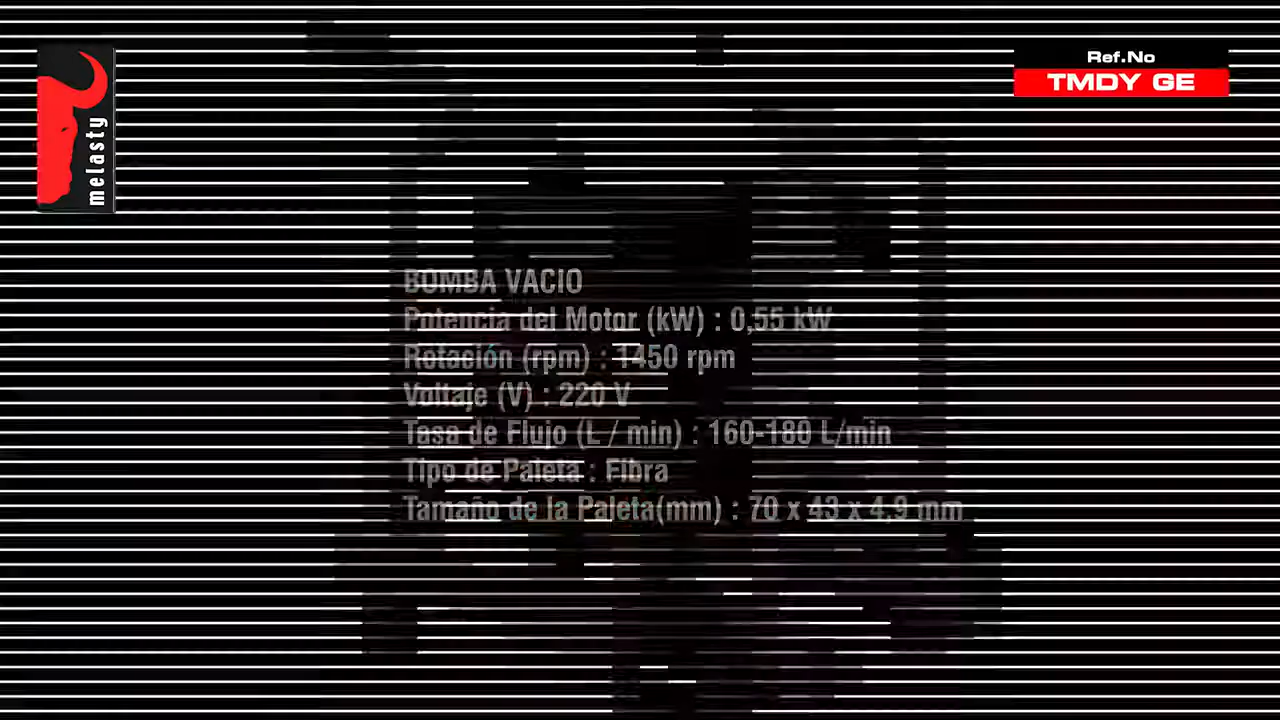 melasty
Ref.No
TMDY GE
BOMBA VACIO
Potencia del Motor (kW) : 0,55 kW
Rotación (rpm) : 1450 rpm
Voltaje (V) : 220 V
Tasa de Flujo (L / min) : 160-180 L/min
Tipo de Paleta : Fibra
Tamaño de la Paleta(mm) : 70 x 43 x 4,9 mm